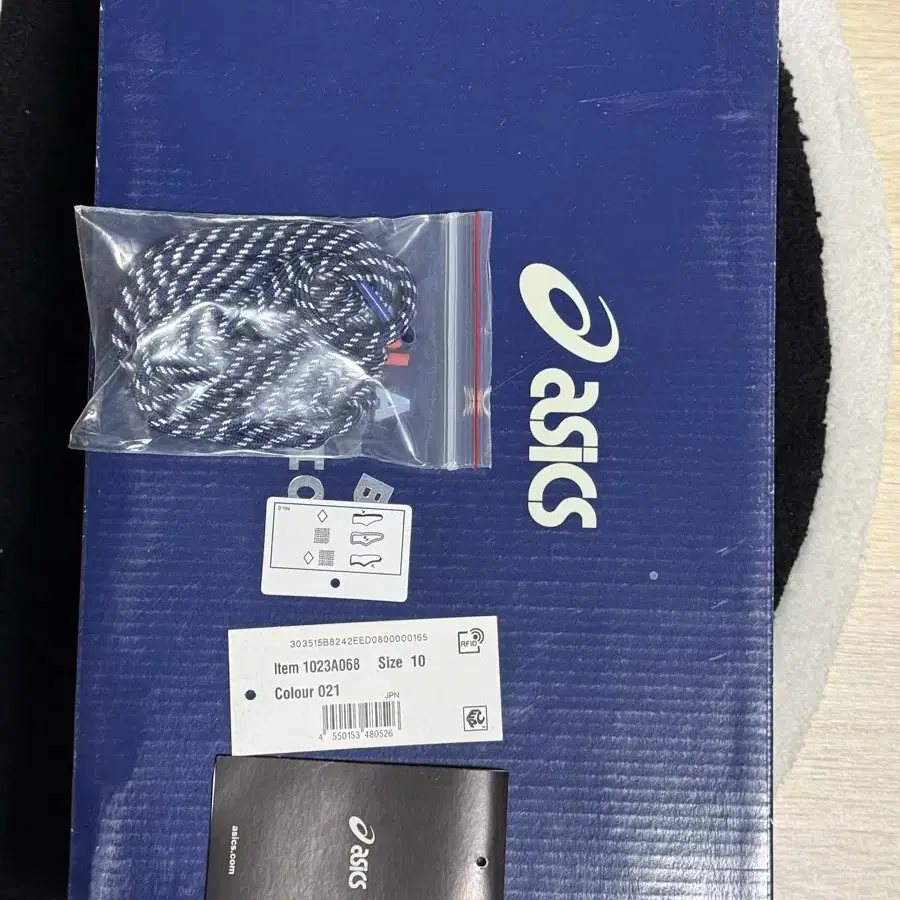 asics
A
B
303515B8242EED0800000165
RFID
Item 1023A068 Size 10
Colour 021
JPN
4 550153 480526
asics
asics.com